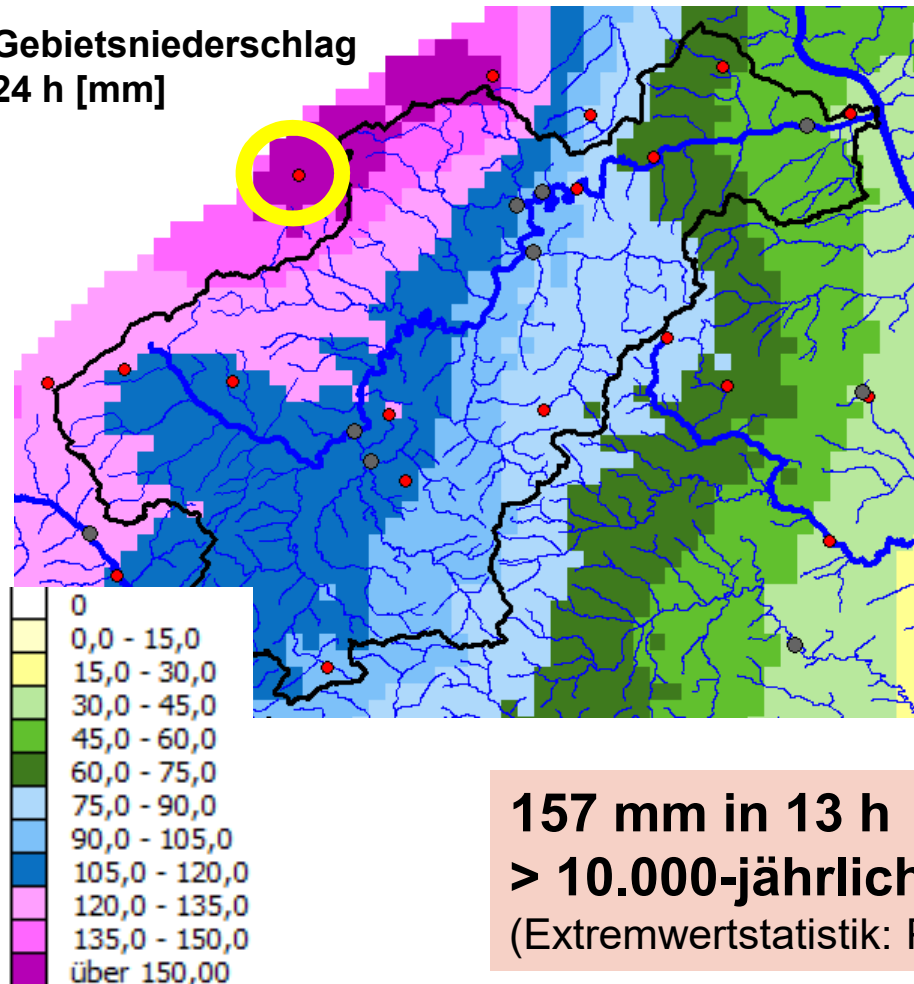 Gebietsniederschlag
24 h [mm]
0
0,0 - 15,0
15,0 - 30,0
30,0 - 45,0
45,0 - 60,0
60,0 - 75,0
75,0 - 90,0
90,0 - 105,0
105,0 - 120,0
120,0 - 135,0
135,0 - 150,0
über 150,00
157 mm in 13 h
> 10.000-jährlich
(Extremwertstatistik: